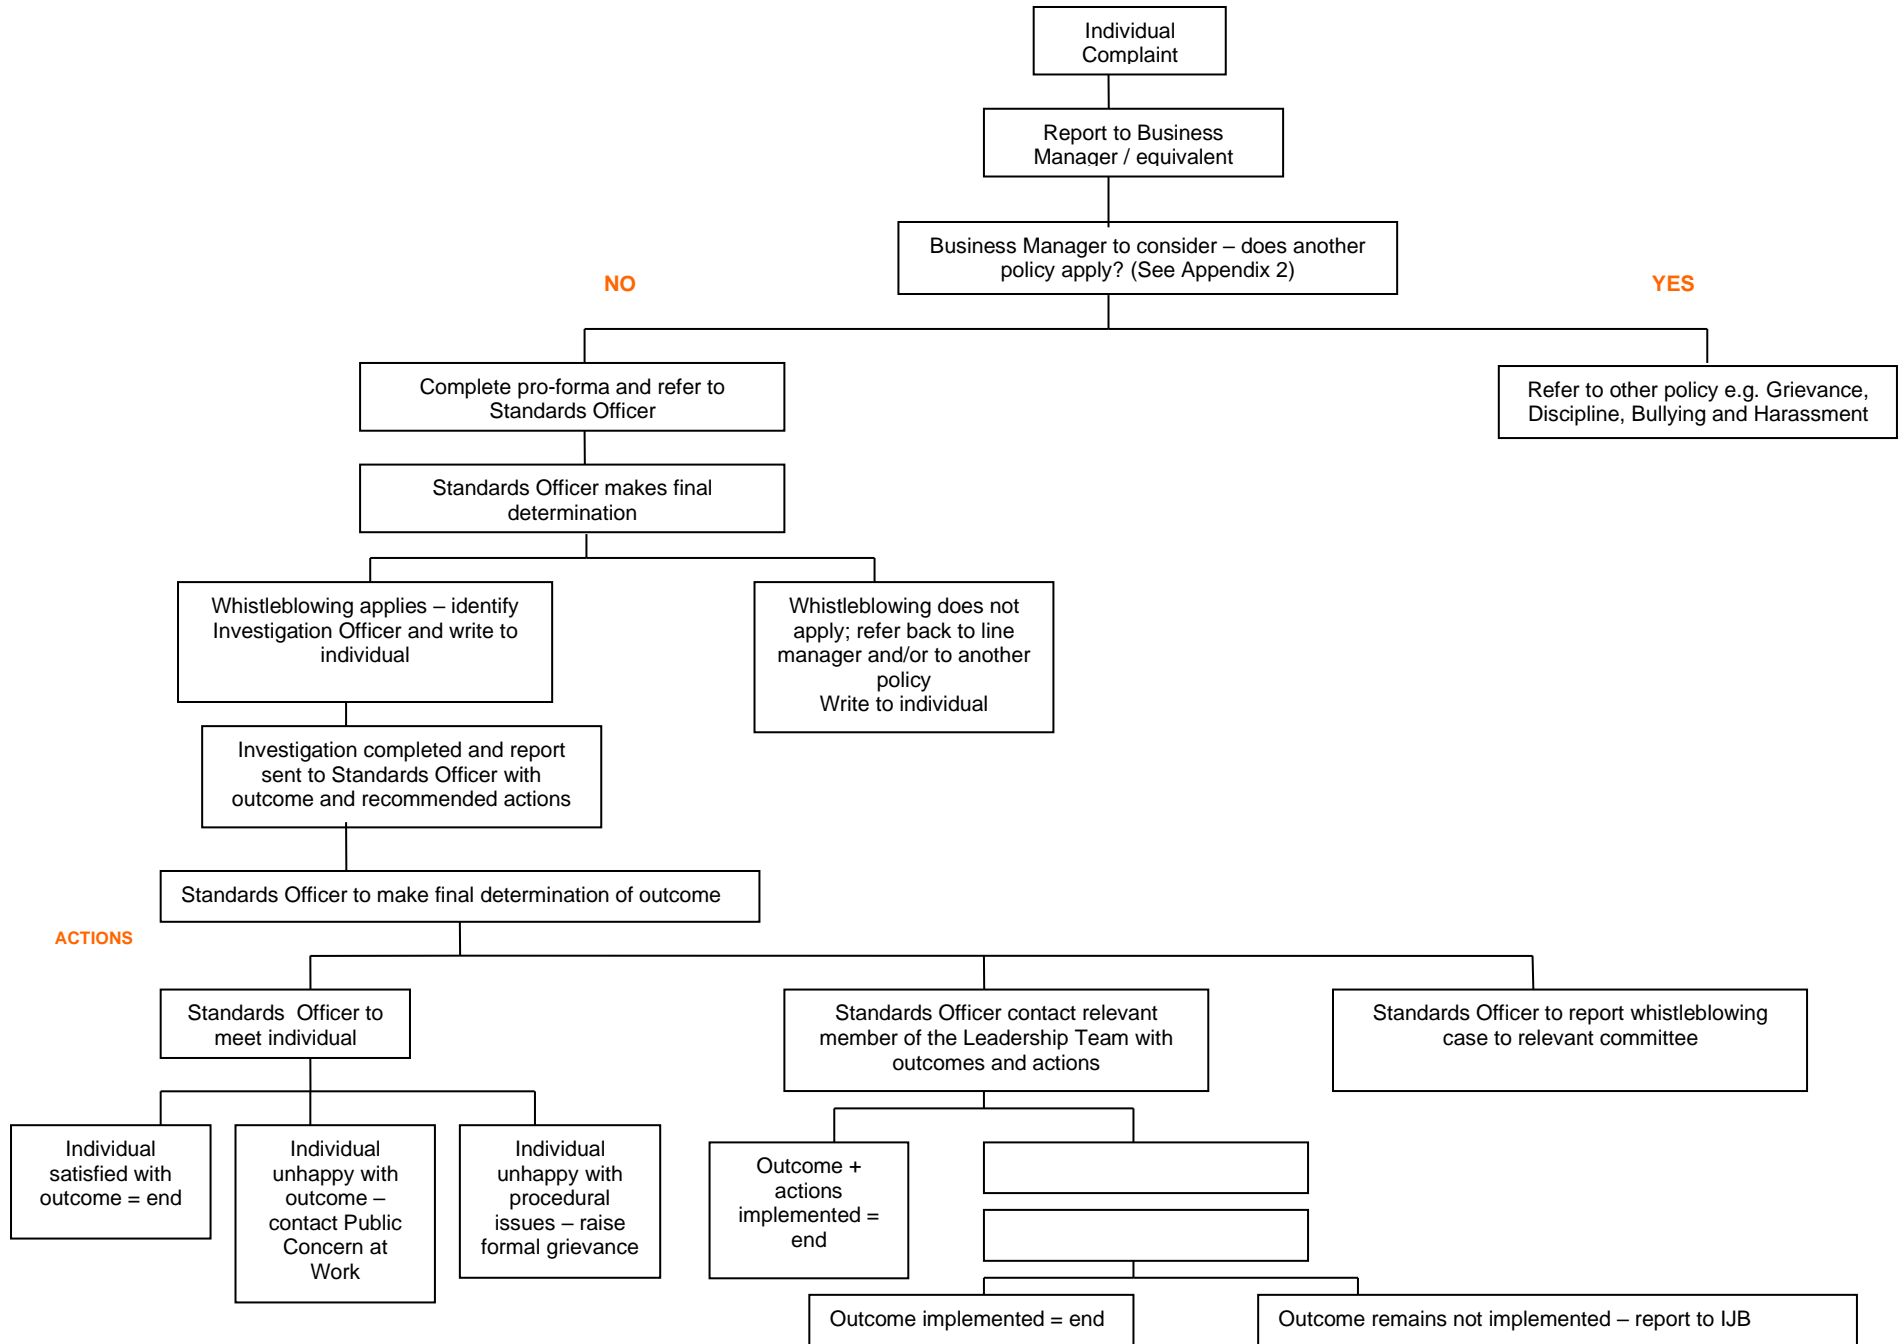 Individual
Complaint
Report to Business
Manager / equivalent
Business Manager to consider – does another
policy apply? (See Appendix 2)
NO
YES
Complete pro-forma and refer to
Standards Officer
Refer to other policy e.g. Grievance,
Discipline, Bullying and Harassment
Standards Officer makes final
determination
Whistleblowing applies – identify
Investigation Officer and write to
individual
Whistleblowing does not
apply; refer back to line
manager and/or to another
policy
Write to individual
Investigation completed and report
sent to Standards Officer with
outcome and recommended actions
Standards Officer to make final determination of outcome
ACTIONS
Standards Officer to
meet individual
Standards Officer contact relevant
member of the Leadership Team with
outcomes and actions
Standards Officer to report whistleblowing
case to relevant committee
Individual
satisfied with
outcome = end
Individual
unhappy with
outcome –
contact Public
Concern at
Work
Individual
unhappy with
procedural
issues – raise
formal grievance
Outcome +
actions
implemented =
end
Outcome implemented = end
Outcome remains not implemented – report to IJB